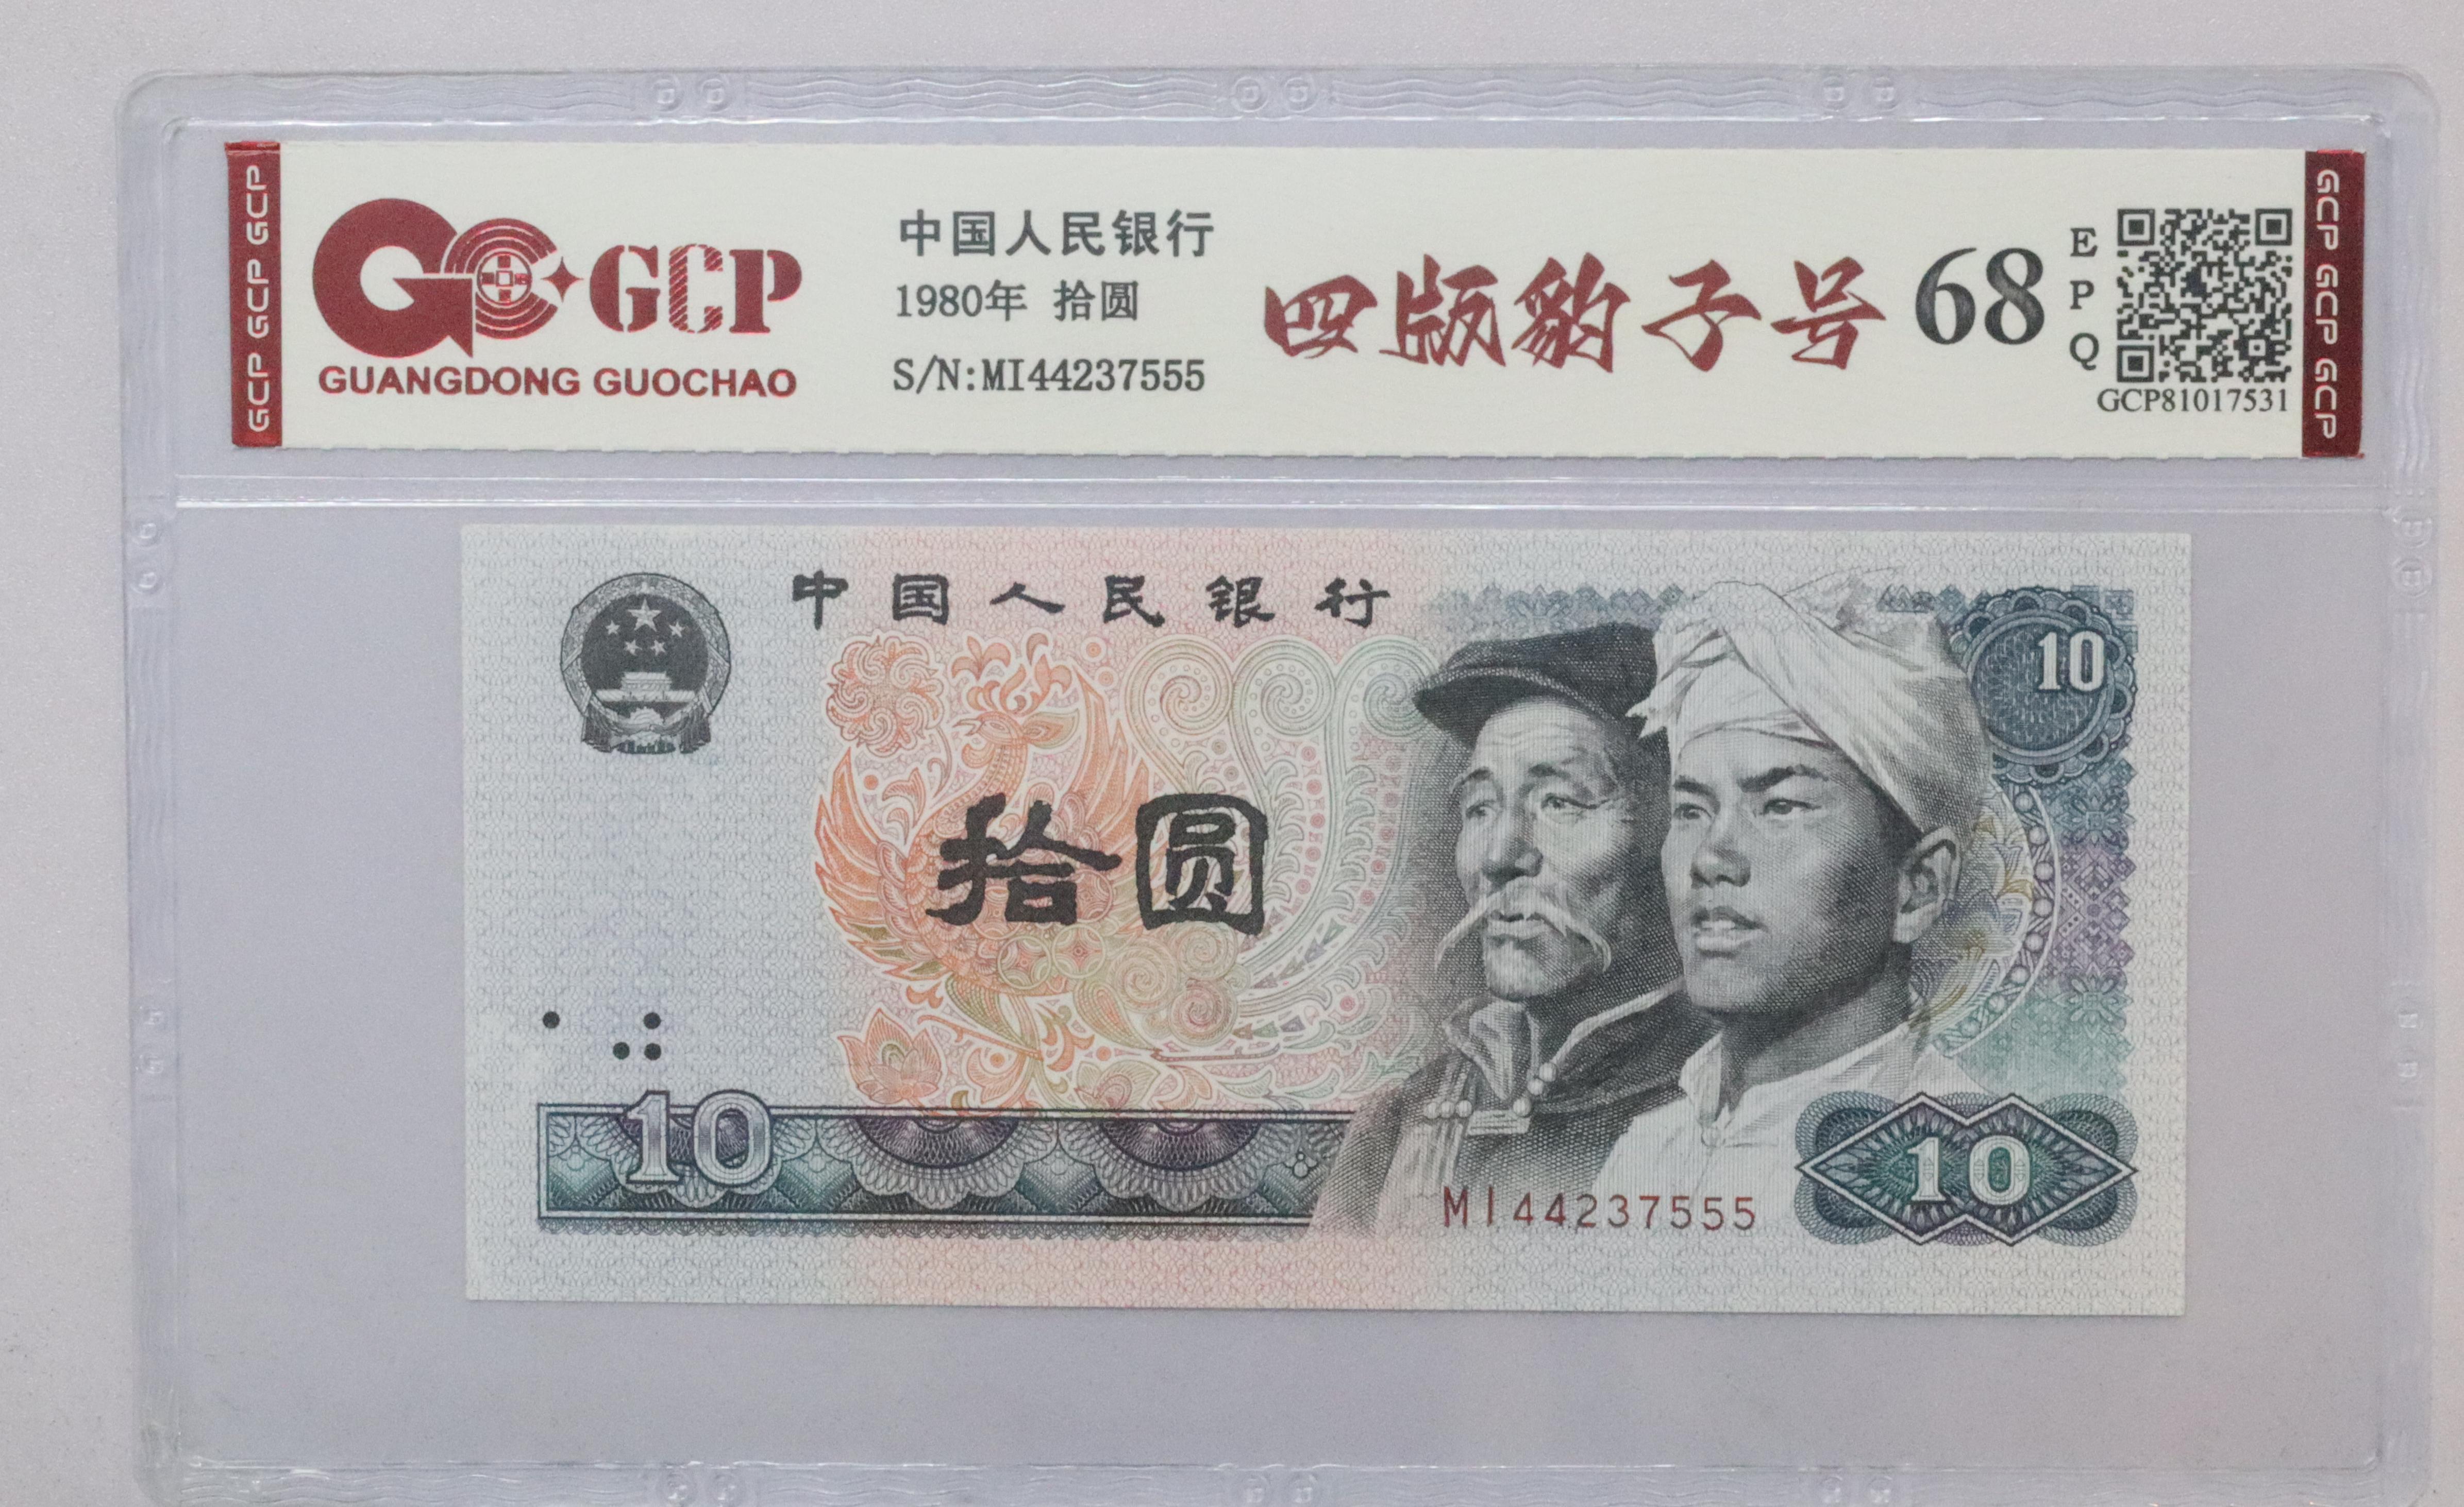 GCP GCP GCP
GCP
GUANGDONG GUOCHAO
中国人民银行
1980年 拾圆
S/N:MI44237555
四版豹子号
68
EPQ
GCP81017531
GCP GCP GCP
中国人民银行
10
拾圆
10
MI44237555
10